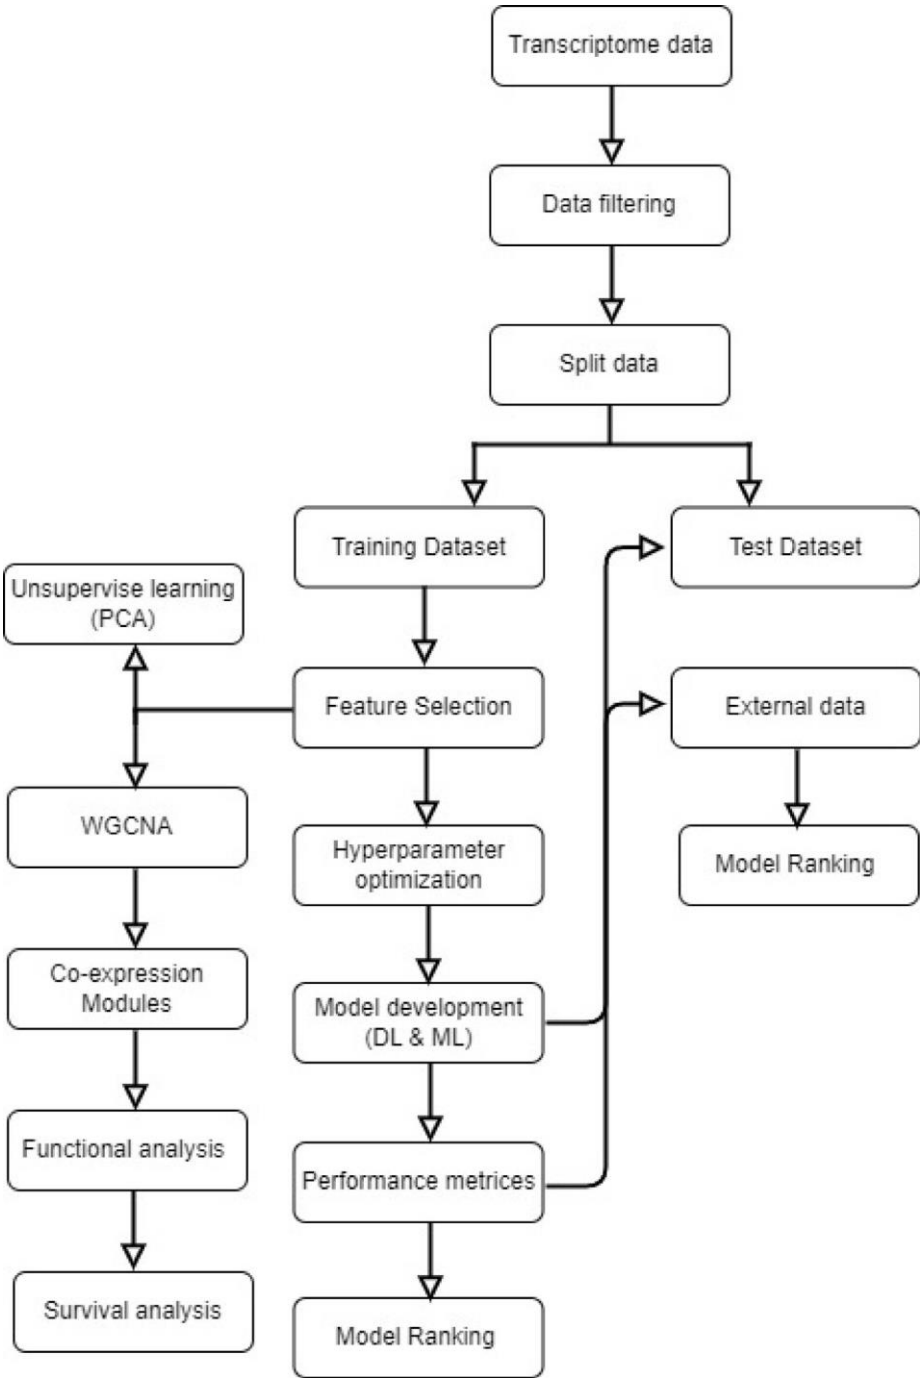 Transcriptome data
Data filtering
Split data
Training Dataset
Test Dataset
Unsupervise learning
(PCA)
Feature Selection
External data
WGCNA
Hyperparameter
optimization
Model Ranking
Co-expression
Modules
Model development
(DL & ML)
Functional analysis
Performance metrices
Survival analysis
Model Ranking